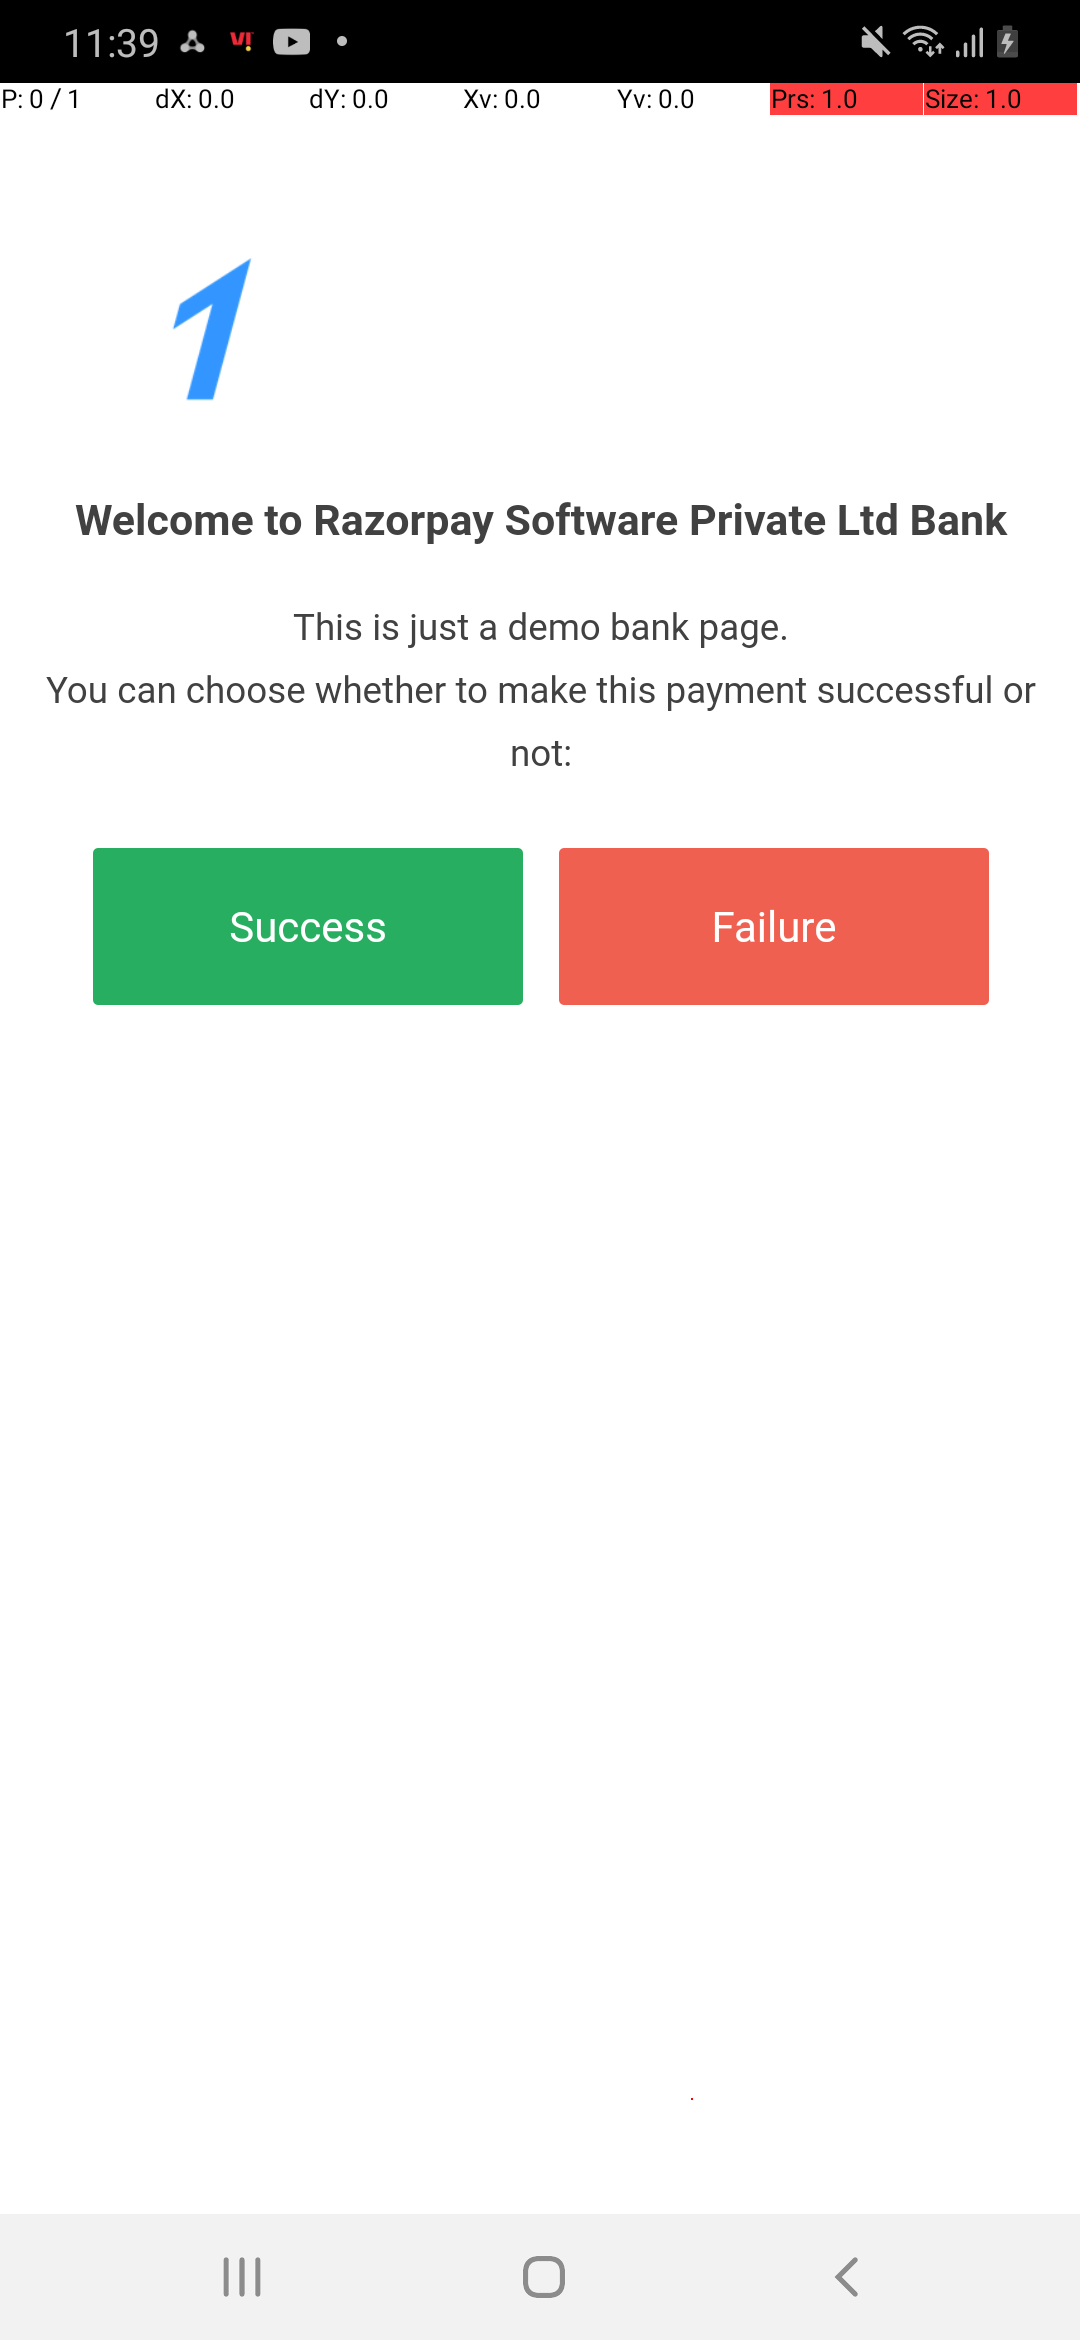 11:39
P: 0 / 1 dX: 0.0 dY: 0.0 Xv: 0.0 Yv: 0.0 Prs: 1.0 Size: 1.0
Welcome to Razorpay Software Private Ltd Bank
This is just a demo bank page.
You can choose whether to make this payment successful or
not:
Success Failure